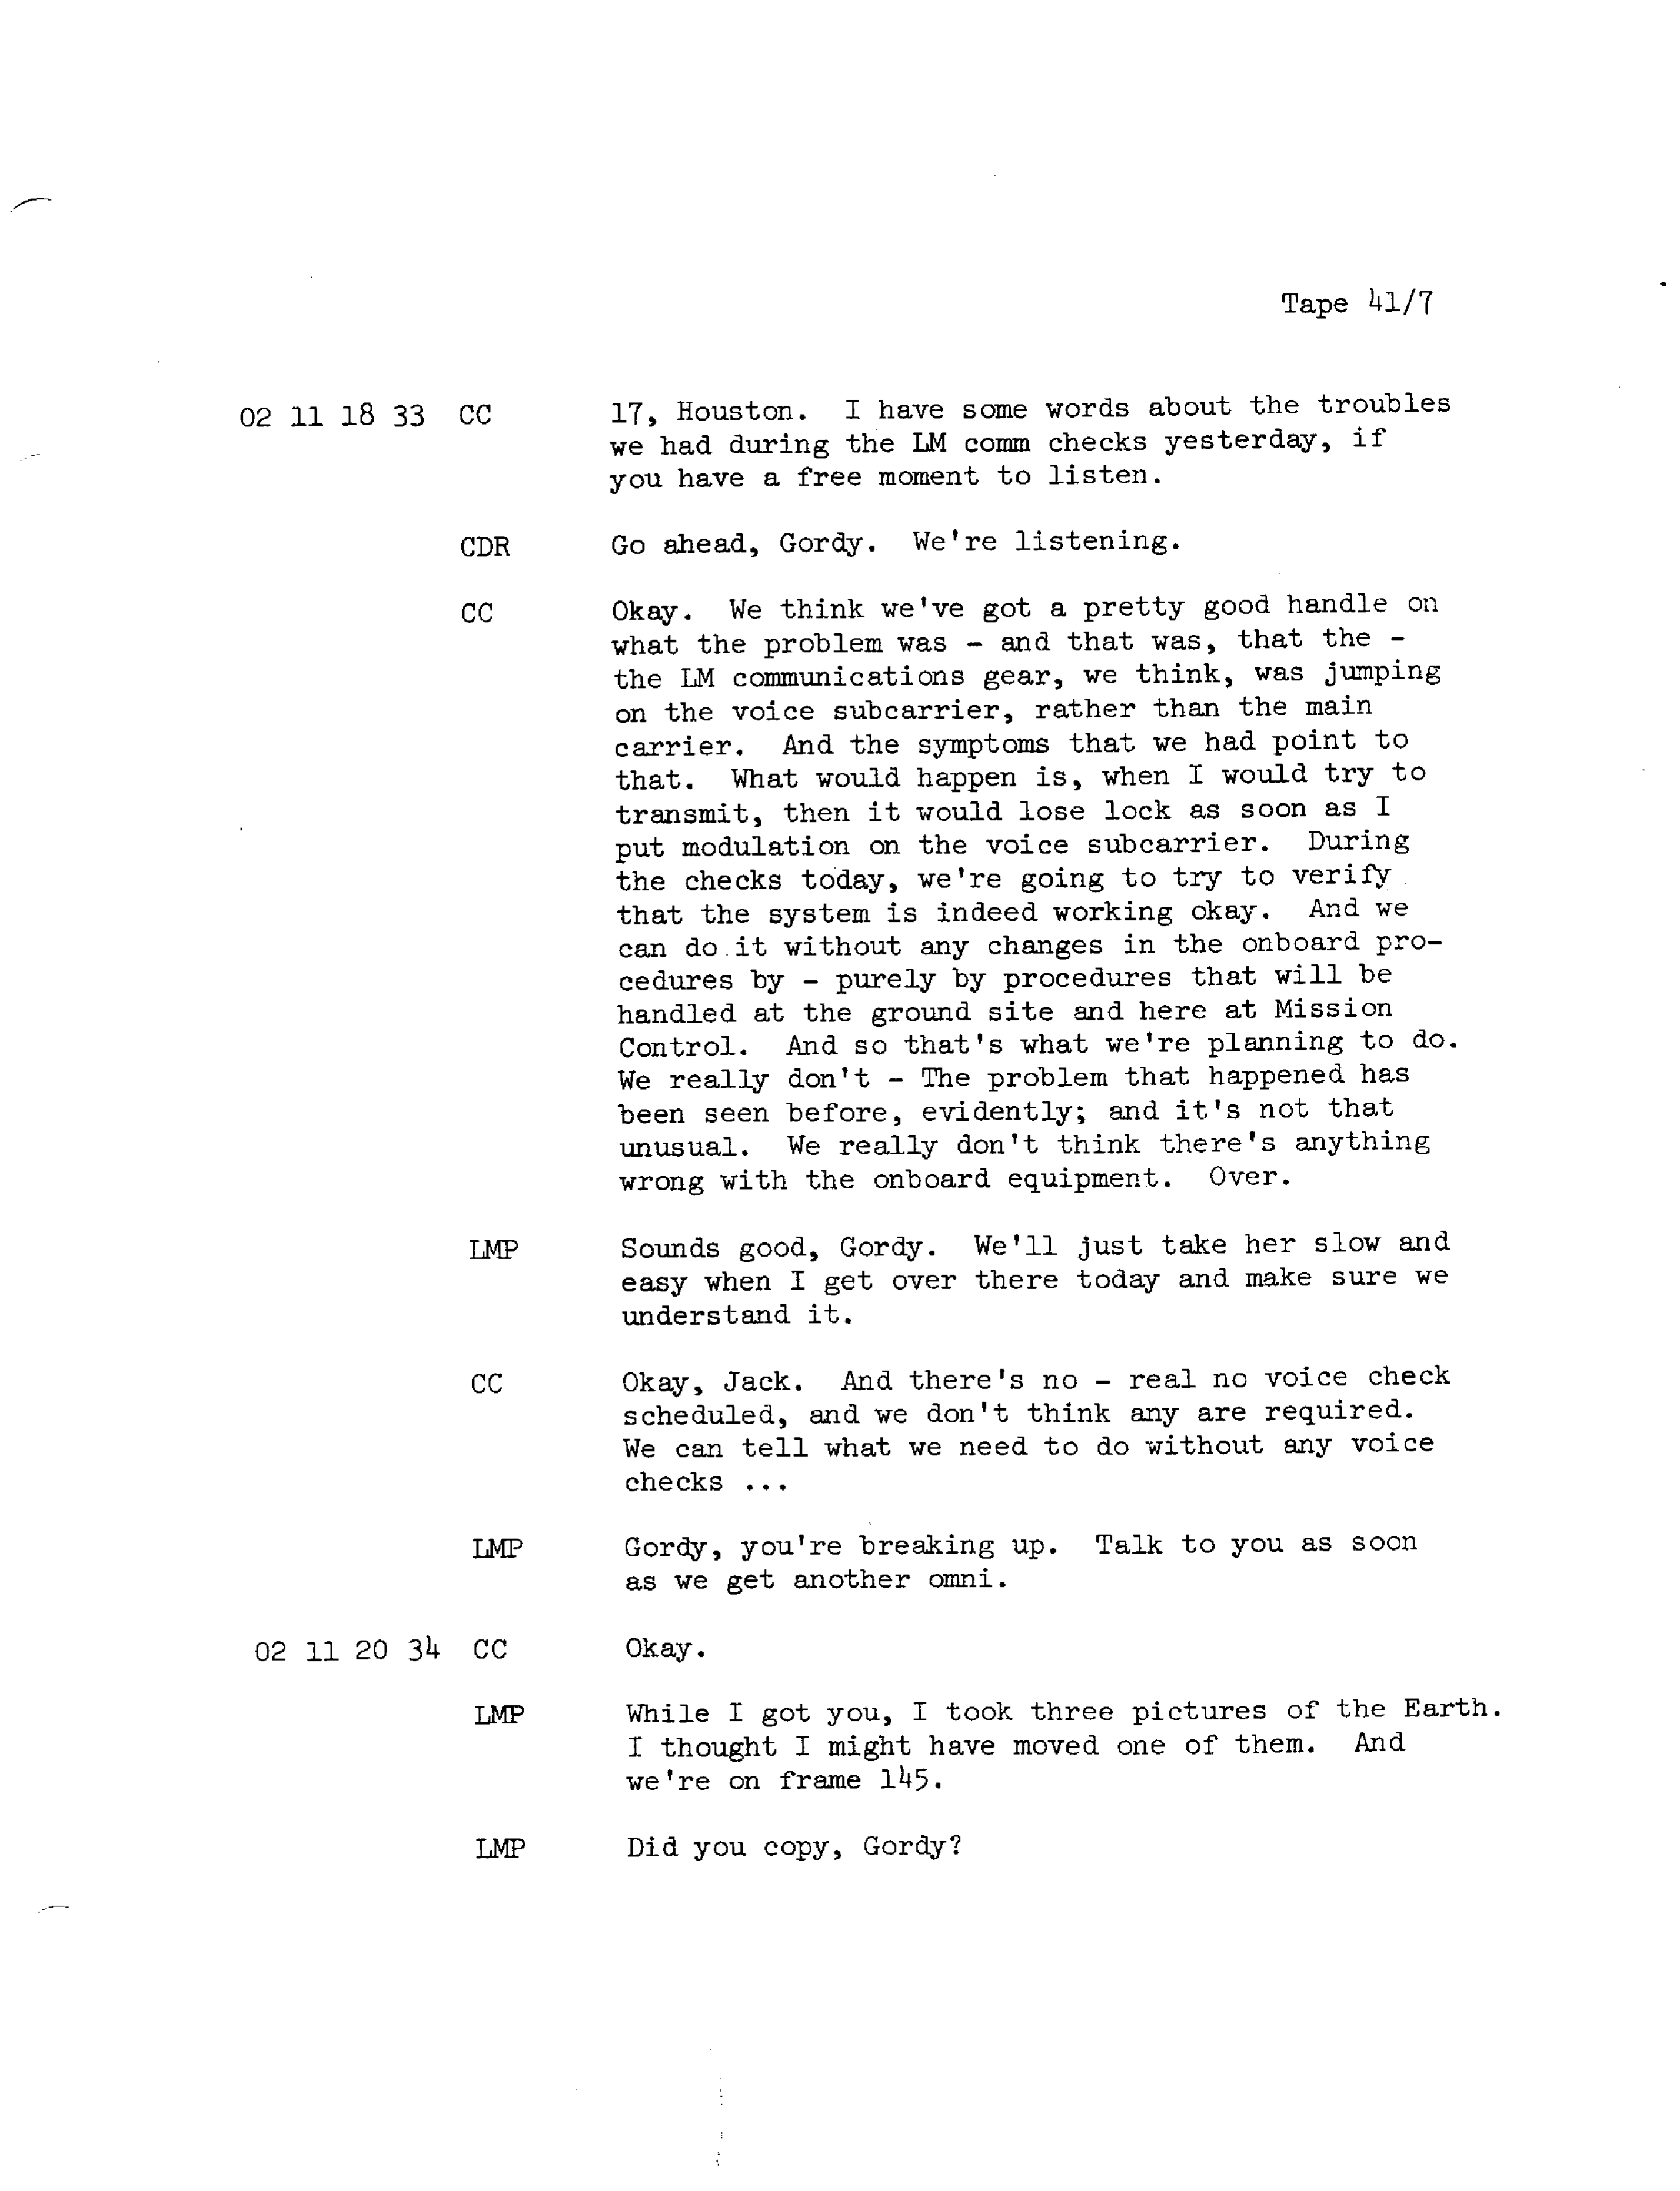 Tape 41/7
02 11 18 33 CC 17, Houston. I have some words about the troubles
we had during the LM comm checks yesterday, if
you have a free moment to listen.
CDR Go ahead, Gordy. We're listening.
CC Okay. We think we've got a pretty good handle on
what the problem was - and that was, that the -
the LM communications gear, we think, was jumping
on the voice subcarrier, rather than the main
carrier. And the symptoms that we had point to
that. What would happen is, when I would try to
transmit, then it would lose lock as soon as I
put modulation on the voice subcarrier. During
the checks today, we're going to try to verify
that the system is indeed working okay. And we
can do it without any changes in the onboard pro-
cedures by - purely by procedures that will be
handled at the ground site and here at Mission
Control. And so that's what we're planning to do.
We really don't - The problem that happened has
been seen before, evidently; and it's not that
unusual. We really don't think there's anything
wrong with the onboard equipment. Over.
LMP Sounds good, Gordy. We'll just take her slow and
easy when I get over there today and make sure we
understand it.
CC Okay, Jack. And there's no - real no voice check
scheduled, and we don't think any are required.
We can tell what we need to do without any voice
checks ...
LMP Gordy, you're breaking up. Talk to you as soon
as we get another omni.
02 11 20 34 CC Okay.
LMP While I got you, I took three pictures of the Earth.
I thought I might have moved one of them. And
we're on frame 145.
LMP Did you copy, Gordy?